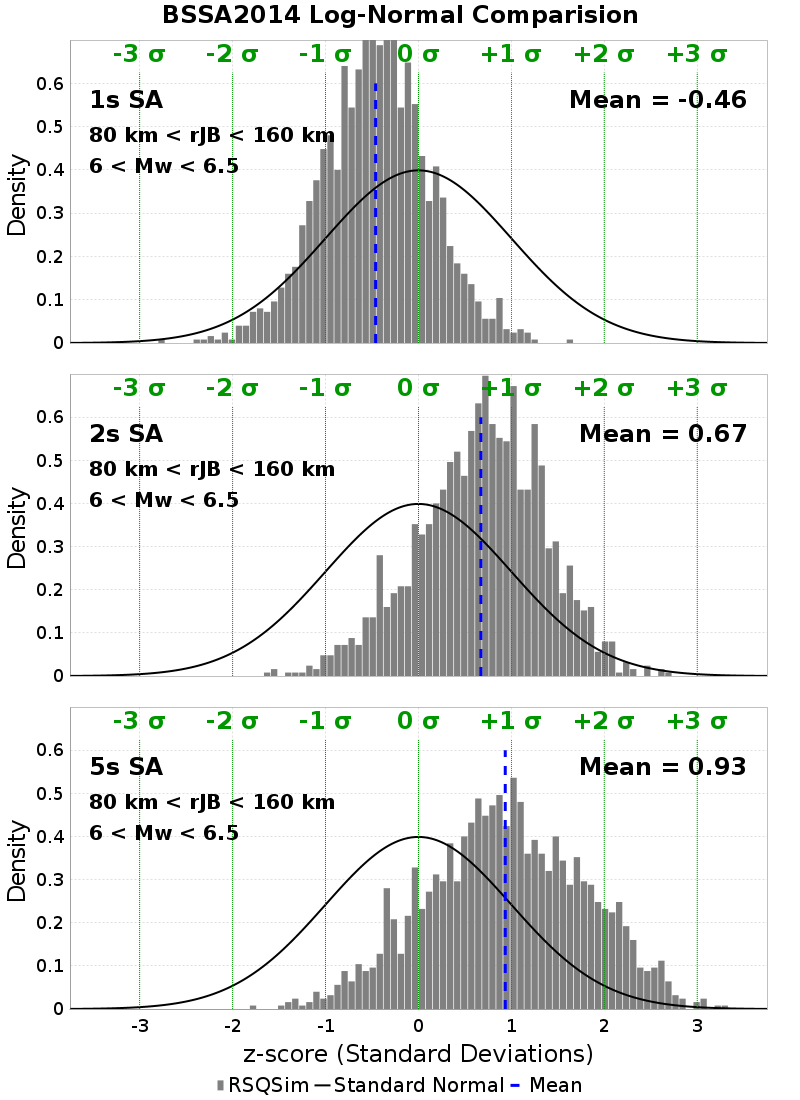 BSSA2014 Log-Normal Comparision
-3 σ -2 σ -1 σ 0 σ +1 σ +2 σ +3 σ
1s SA
Mean = -0.46
80 km < rJB < 160 km
6 < Mw < 6.5
Density
0.6
0.5
0.4
0.3
0.2
0.1
0
-3 σ -2 σ -1 σ 0 σ +1 σ +2 σ +3 σ
2s SA
Mean = 0.67
80 km < rJB < 160 km
6 < Mw < 6.5
Density
0.6
0.5
0.4
0.3
0.2
0.1
0
-3 σ -2 σ -1 σ 0 σ +1 σ +2 σ +3 σ
5s SA
Mean = 0.93
80 km < rJB < 160 km
6 < Mw < 6.5
Density
0.6
0.5
0.4
0.3
0.2
0.1
0
-3 -2 -1 0 1 2 3
z-score (Standard Deviations)
RSQSim Standard Normal Mean